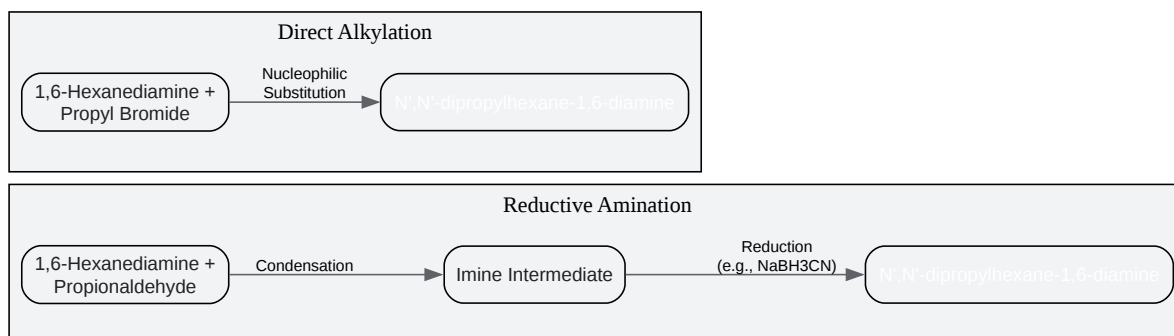 Direct Alkylation
1,6-Hexanediamine +
Propyl Bromide
Nucleophilic
Substitution
N',N'-dipropylhexane-1,6-diamine
Reductive Amination
1,6-Hexanediamine +
Propionaldehyde
Condensation
Imine Intermediate
Reduction
(e.g., NaBH3CN)
N',N'-dipropylhexane-1,6-diamine